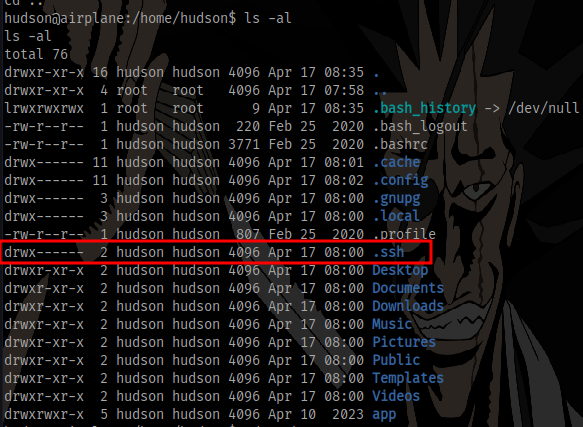 cd ..
hudson@airplane:/home/hudson$ ls -al
ls -al
total 76
drwxr-xr-x 16 hudson hudson 4096 Apr 17 08:35 .
drwxr-xr-x  4 root   root   4096 Apr 17 07:58 ..
lrwxrwxrwx  1 root   root      9 Apr 17 08:35 .bash_history -> /dev/null
-rw-r--r--  1 hudson hudson  220 Feb 25  2020 .bash_logout
-rw-r--r--  1 hudson hudson 3771 Feb 25  2020 .bashrc
drwx------ 11 hudson hudson 4096 Apr 17 08:01 .cache
drwx------ 11 hudson hudson 4096 Apr 17 08:02 .config
drwx------  3 hudson hudson 4096 Apr 17 08:00 .gnupg
drwx------  3 hudson hudson 4096 Apr 17 08:00 .local
-rw-r--r--  1 hudson hudson  807 Feb 25  2020 .profile
drwx------  2 hudson hudson 4096 Apr 17 08:00 .ssh
drwxr-xr-x  2 hudson hudson 4096 Apr 17 08:00 Desktop
drwxr-xr-x  2 hudson hudson 4096 Apr 17 08:00 Documents
drwxr-xr-x  2 hudson hudson 4096 Apr 17 08:00 Downloads
drwxr-xr-x  2 hudson hudson 4096 Apr 17 08:00 Music
drwxr-xr-x  2 hudson hudson 4096 Apr 17 08:00 Pictures
drwxr-xr-x  2 hudson hudson 4096 Apr 17 08:00 Public
drwxr-xr-x  2 hudson hudson 4096 Apr 17 08:00 Templates
drwxr-xr-x  2 hudson hudson 4096 Apr 17 08:00 Videos
drwxrwxr-x  5 hudson hudson 4096 Apr 10  2023 app